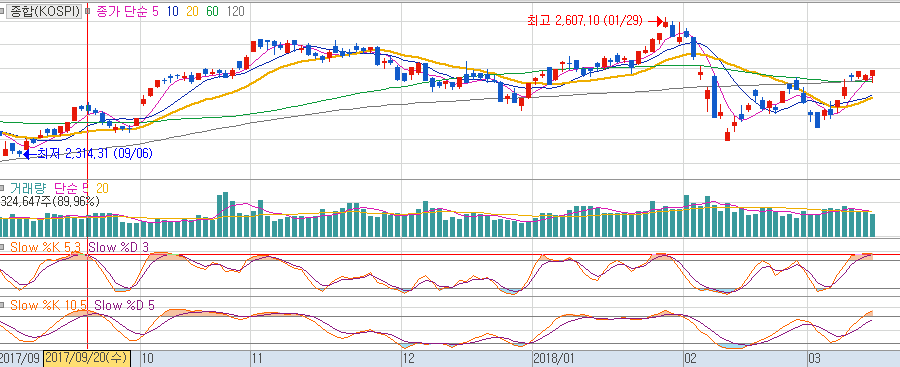 종합(KOSPI) 종가 단순 5 10 20 60 120
최고 2,607,10 (01/29)
최저 2,314,31 (09/06)
거래량 단순 5 20
324,647주(89,96%)
Slow %K 5,3 Slow %D 3
Slow %K 10,5 Slow %D 5
2017/09 2017/09/20(수) 10 11 12 2018/01 02 03